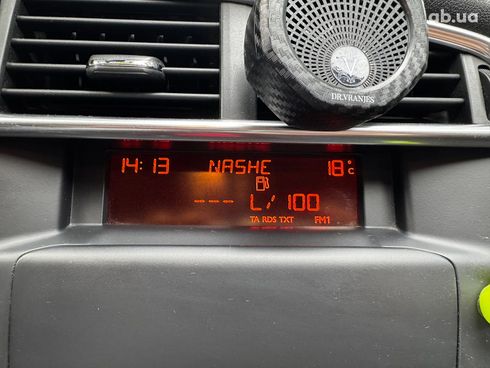 ab.ua
DR.VRANJES
14:13 NASHE 18°C
--- L/100
TA RDS TXT FM1